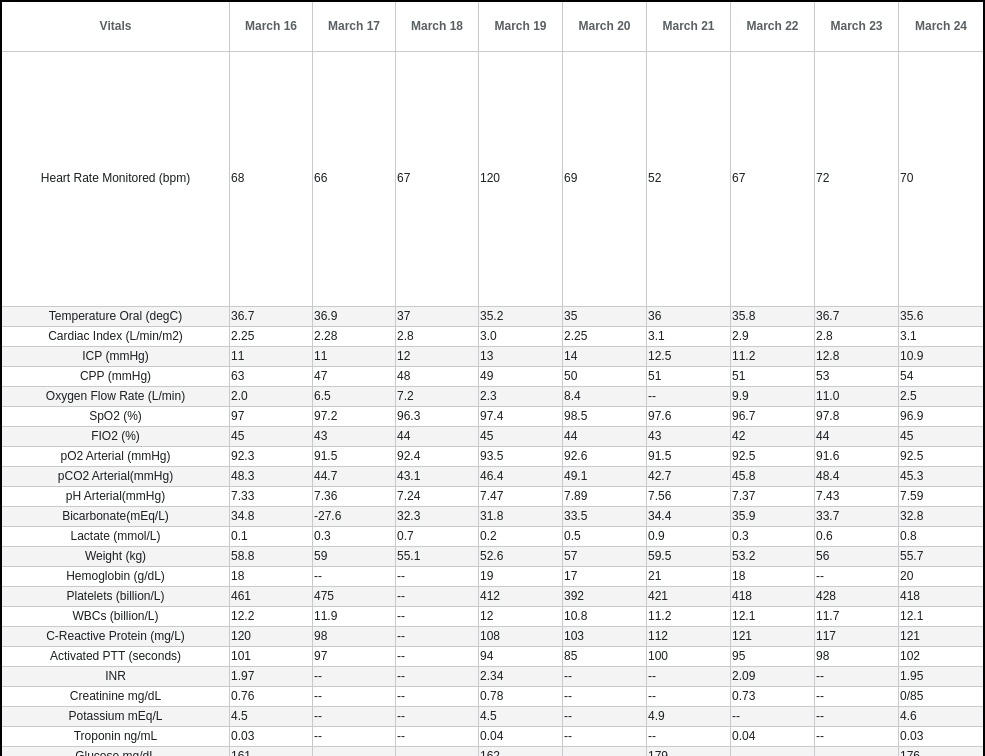 Vitals March 16 March 17 March 18 March 19 March 20 March 21 March 22 March 23 March 24
Heart Rate Monitored (bpm) 68 66 67 120 69 52 67 72 70
Temperature Oral (degC) 36.7 36.9 37 35.2 35 36 35.8 36.7 35.6
Cardiac Index (L/min/m2) 2.25 2.28 2.8 3.0 2.25 3.1 2.9 2.8 3.1
ICP (mmHg) 11 11 12 13 14 12.5 11.2 12.8 10.9
CPP (mmHg) 63 47 48 49 50 51 51 53 54
Oxygen Flow Rate (L/min) 2.0 6.5 7.2 2.3 8.4 -- 9.9 11.0 2.5
SpO2 (%) 97 97.2 96.3 97.4 98.5 97.6 96.7 97.8 96.9
FIO2 (%) 45 43 44 45 44 43 42 44 45
pO2 Arterial (mmHg) 92.3 91.5 92.4 93.5 92.6 91.5 92.5 91.6 92.5
pCO2 Arterial(mmHg) 48.3 44.7 43.1 46.4 49.1 42.7 45.8 48.4 45.3
pH Arterial(mmHg) 7.33 7.36 7.24 7.47 7.89 7.56 7.37 7.43 7.59
Bicarbonate(mEq/L) 34.8 -27.6 32.3 31.8 33.5 34.4 35.9 33.7 32.8
Lactate (mmol/L) 0.1 0.3 0.7 0.2 0.5 0.9 0.3 0.6 0.8
Weight (kg) 58.8 59 55.1 52.6 57 59.5 53.2 56 55.7
Hemoglobin (g/dL) 18 -- -- 19 17 21 18 -- 20
Platelets (billion/L) 461 475 -- 412 392 421 418 428 418
WBCs (billion/L) 12.2 11.9 -- 12 10.8 11.2 12.1 11.7 12.1
C-Reactive Protein (mg/L) 120 98 -- 108 103 112 121 117 121
Activated PTT (seconds) 101 97 -- 94 85 100 95 98 102
INR 1.97 -- -- 2.34 -- -- 2.09 -- 1.95
Creatinine mg/dL 0.76 -- -- 0.78 -- -- 0.73 -- 0/85
Potassium mEq/L 4.5 -- -- 4.5 -- 4.9 -- -- 4.6
Troponin ng/mL 0.03 -- -- 0.04 -- -- 0.04 -- 0.03
Glucose mg/dL 161 162 179 176